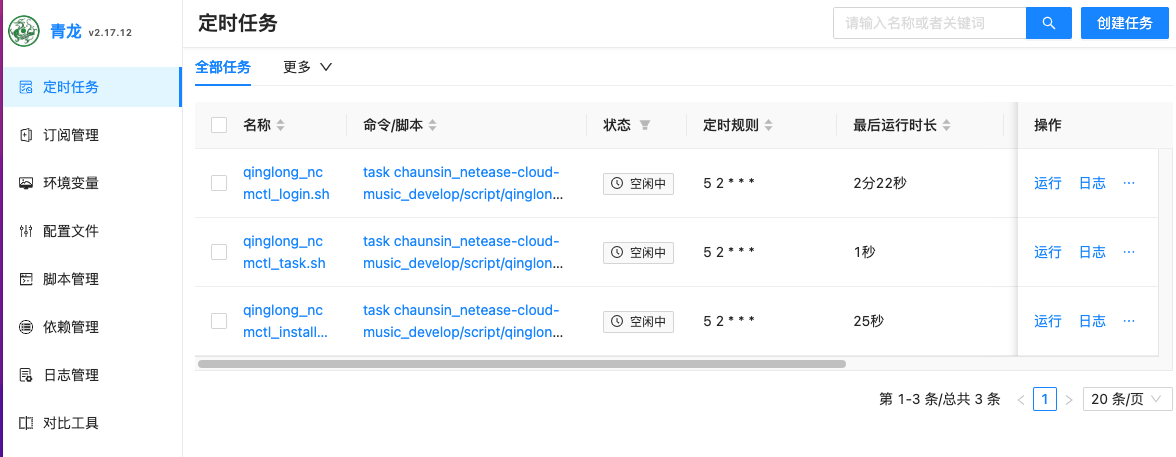 青龙 v2.17.12
定时任务
请输入名称或者关键词
创建任务
定时任务
订阅管理
环境变量
配置文件
脚本管理
依赖管理
日志管理
对比工具
全部任务 更多
名称 命令/脚本 状态 定时规则 最后运行时长 操作
qinglong_nc
mctl_login.sh
task chaunsin_netease-cloud-
music_develop/script/qinglon...
空闲中
5 2 * * *
2分22秒
运行 日志 ...
qinglong_nc
mctl_task.sh
task chaunsin_netease-cloud-
music_develop/script/qinglon...
空闲中
5 2 * * *
1秒
运行 日志 ...
qinglong_nc
mctl_install...
task chaunsin_netease-cloud-
music_develop/script/qinglon...
空闲中
5 2 * * *
25秒
运行 日志 ...
第 1-3 条/总共 3 条 < 1 > 20 条/页